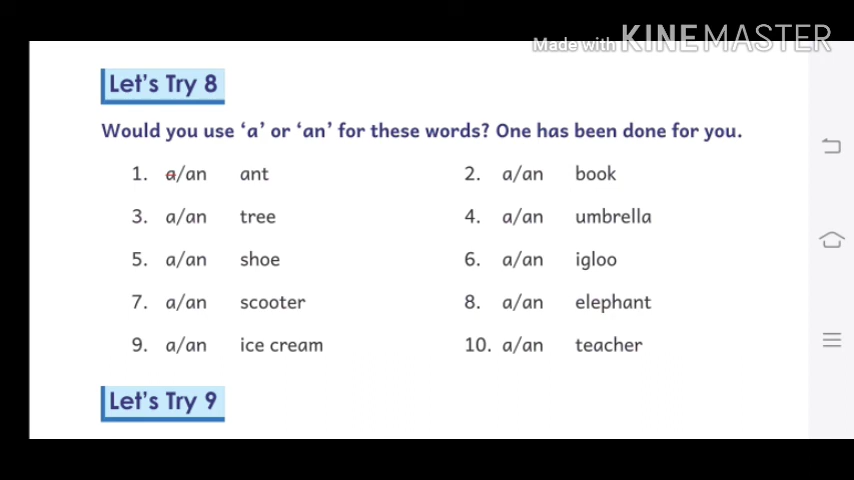 Made with KINEMASTER
Let's Try 8
Would you use 'a' or 'an' for these words? One has been done for you.
1. a/an ant 2. a/an book
3. a/an tree 4. a/an umbrella
5. a/an shoe 6. a/an igloo
7. a/an scooter 8. a/an elephant
9. a/an ice cream 10. a/an teacher
Let's Try 9